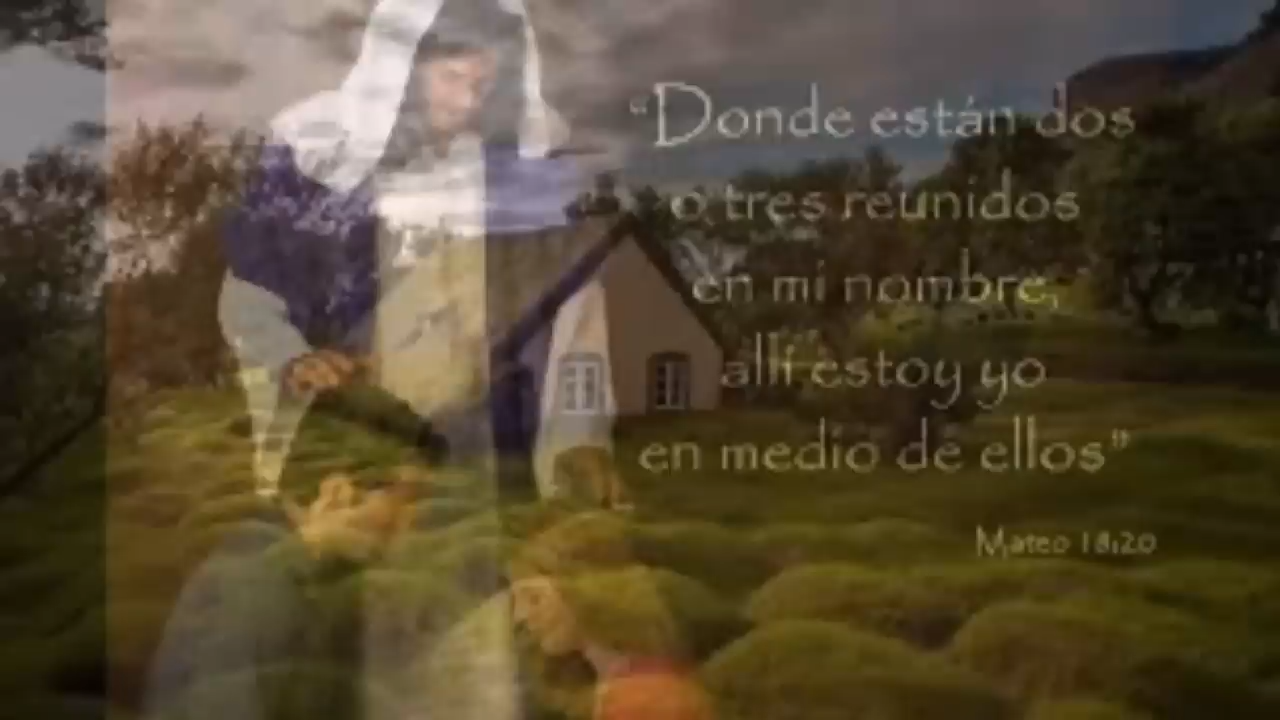 “Donde están dos
o tres reunidos
en mi nombre,
allí estoy yo
en medio de ellos”
Mateo 18:20